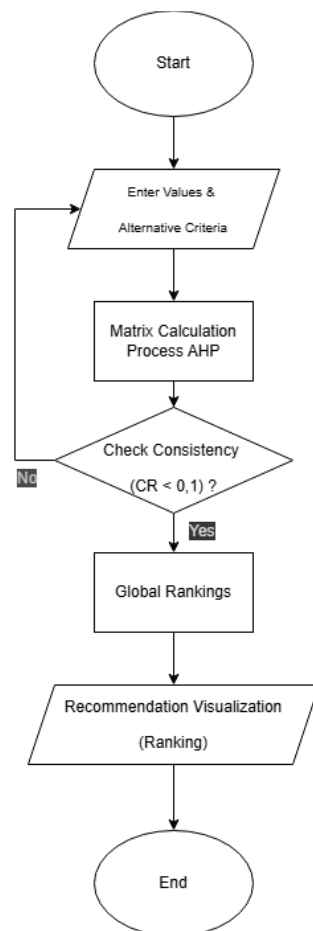 Start
Enter Values &
Alternative Criteria
Matrix Calculation
Process AHP
Check Consistency
(CR < 0,1) ?
No
Yes
Global Rankings
Recommendation Visualization
(Ranking)
End